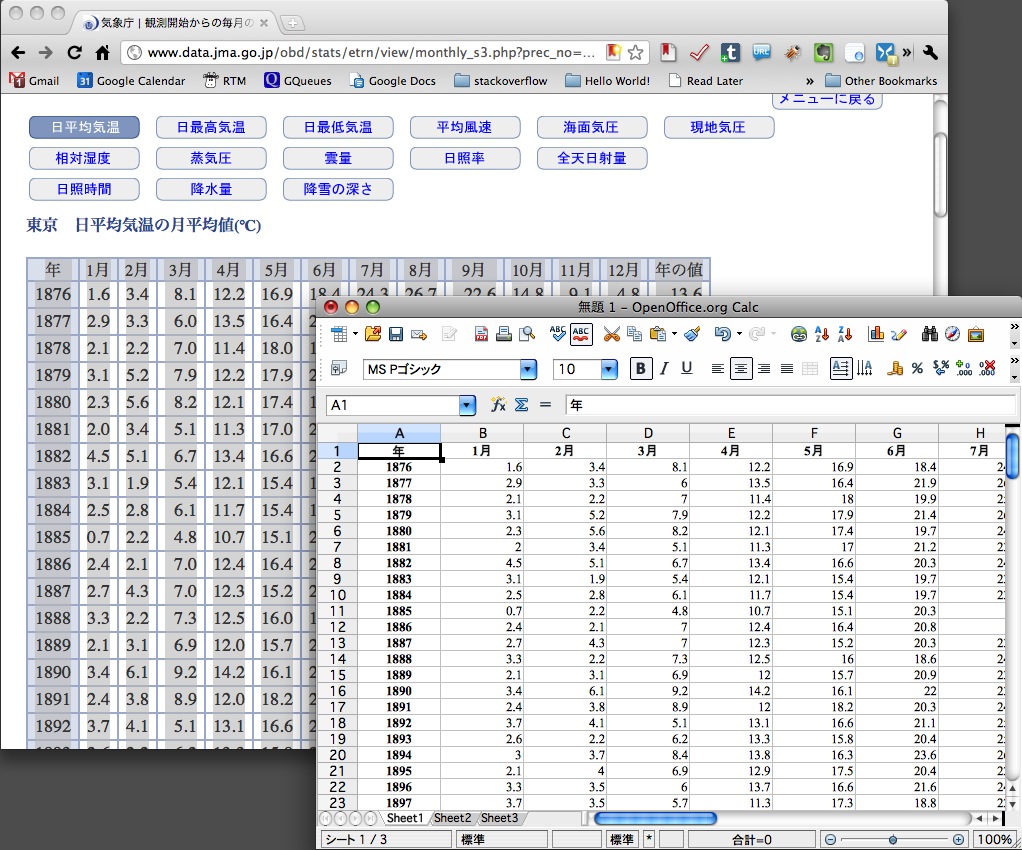 気象庁 | 観測開始からの毎月の
www.data.jma.go.jp/obd/stats/etrn/view/monthly_s3.php?prec_no=...
Gmail Google Calendar RTM GQueues Google Docs stackoverflow Hello World! Read Later » Other Bookmarks
メニューに戻る
日平均気温 日最高気温 日最低気温 平均風速 海面気圧 現地気圧
相対湿度 蒸気圧 雲量 日照率 全天日射量
日照時間 降水量 降雪の深さ
東京 日平均気温の月平均値(℃)
年 1月 2月 3月 4月 5月 6月 7月 8月 9月 10月 11月 12月 年の値
1876 1.6 3.4 8.1 12.2 16.9 18.4 24.3 26.7 22.6 14.8 9.1 4.8 13.6
1877 2.9 3.3 6.0 13.5 16.4
1878 2.1 2.2 7.0 11.4 18.0
1879 3.1 5.2 7.9 12.2 17.9
1880 2.3 5.6 8.2 12.1 17.4
1881 2.0 3.4 5.1 11.3 17.0
1882 4.5 5.1 6.7 13.4 16.6
1883 3.1 1.9 5.4 12.1 15.4
1884 2.5 2.8 6.1 11.7 15.4
1885 0.7 2.2 4.8 10.7 15.1
1886 2.4 2.1 7.0 12.4 16.4
1887 2.7 4.3 7.0 12.3 15.2
1888 3.3 2.2 7.3 12.5 16.0
1889 2.1 3.1 6.9 12.0 15.7
1890 3.4 6.1 9.2 14.2 16.1
1891 2.4 3.8 8.9 12.0 18.2
1892 3.7 4.1 5.1 13.1 16.6
無題 1 – OpenOffice.org Calc
MS Pゴシック 10 B I U
A1 年
A B C D E F G H
1 年 1月 2月 3月 4月 5月 6月 7月
2 1876 1.6 3.4 8.1 12.2 16.9 18.4
3 1877 2.9 3.3 6 13.5 16.4 21.9
4 1878 2.1 2.2 7 11.4 18 19.9
5 1879 3.1 5.2 7.9 12.2 17.9 21.4
6 1880 2.3 5.6 8.2 12.1 17.4 19.7
7 1881 2 3.4 5.1 11.3 17 21.2
8 1882 4.5 5.1 6.7 13.4 16.6 20.3
9 1883 3.1 1.9 5.4 12.1 15.4 19.7
10 1884 2.5 2.8 6.1 11.7 15.4 19.7
11 1885 0.7 2.2 4.8 10.7 15.1 20.3
12 1886 2.4 2.1 7 12.4 16.4 20.8
13 1887 2.7 4.3 7 12.3 15.2 20.3
14 1888 3.3 2.2 7.3 12.5 16 18.6
15 1889 2.1 3.1 6.9 12 15.7 20.9
16 1890 3.4 6.1 9.2 14.2 16.1 22
17 1891 2.4 3.8 8.9 12 18.2 20.3
18 1892 3.7 4.1 5.1 13.1 16.6 21.1
19 1893 2.6 2.2 6.2 13.3 15.8 20.4
20 1894 3 3.7 8.4 13.8 16.3 23.6
21 1895 2.1 4 6.9 12.9 17.5 20.4
22 1896 3.3 3.5 6 13.7 16.6 21.6
23 1897 3.7 3.5 5.7 11.3 17.3 18.8
Sheet1 Sheet2 Sheet3
シート 1 / 3 標準 標準 * 合計=0 100%